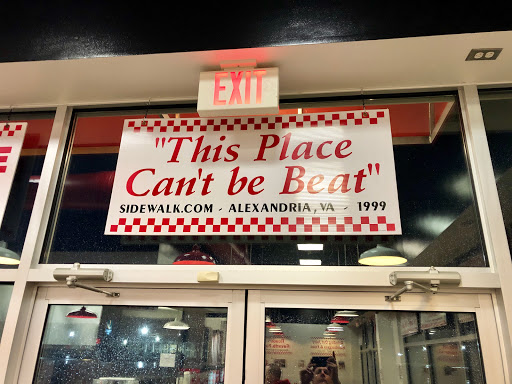 EXIT
"This Place
Can't be Beat"
SIDEWALK.COM - ALEXANDRIA, VA - 1999
E